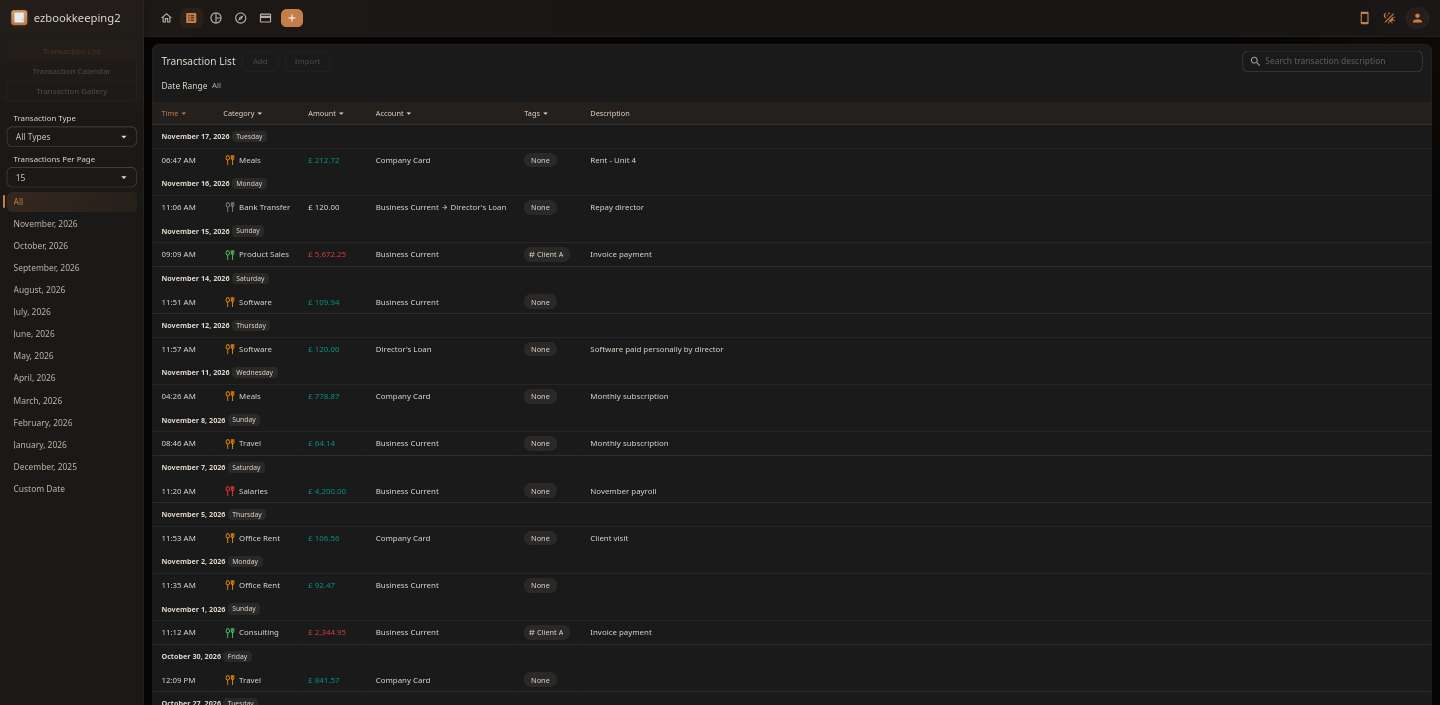 ezbookkeeping2
Transaction List
Transaction Calendar
Transaction Gallery
Transaction Type
All Types
Transactions Per Page
15
All
November, 2026
October, 2026
September, 2026
August, 2026
July, 2026
June, 2026
May, 2026
April, 2026
March, 2026
February, 2026
January, 2026
December, 2025
Custom Date
Transaction List Add Import Search transaction description
Date Range All
Time Category Amount Account Tags Description
November 17, 2026 Tuesday
06:47 AM Meals £ 212.72 Company Card None Rent - Unit 4
November 16, 2026 Monday
11:06 AM Bank Transfer £ 120.00 Business Current → Director's Loan None Repay director
November 15, 2026 Sunday
09:09 AM Product Sales £ 5,672.25 Business Current # Client A Invoice payment
November 14, 2026 Saturday
11:51 AM Software £ 109.94 Business Current None
November 12, 2026 Thursday
11:57 AM Software £ 120.00 Director's Loan None Software paid personally by director
November 11, 2026 Wednesday
04:26 AM Meals £ 778.87 Company Card None Monthly subscription
November 8, 2026 Sunday
08:46 AM Travel £ 64.14 Business Current None Monthly subscription
November 7, 2026 Saturday
11:20 AM Salaries £ 4,200.00 Business Current None November payroll
November 5, 2026 Thursday
11:53 AM Office Rent £ 106.56 Company Card None Client visit
November 2, 2026 Monday
11:35 AM Office Rent £ 92.47 Business Current None
November 1, 2026 Sunday
11:12 AM Consulting £ 2,344.95 Business Current # Client A Invoice payment
October 30, 2026 Friday
12:09 PM Travel £ 841.57 Company Card None
October 27, 2026 Tuesday